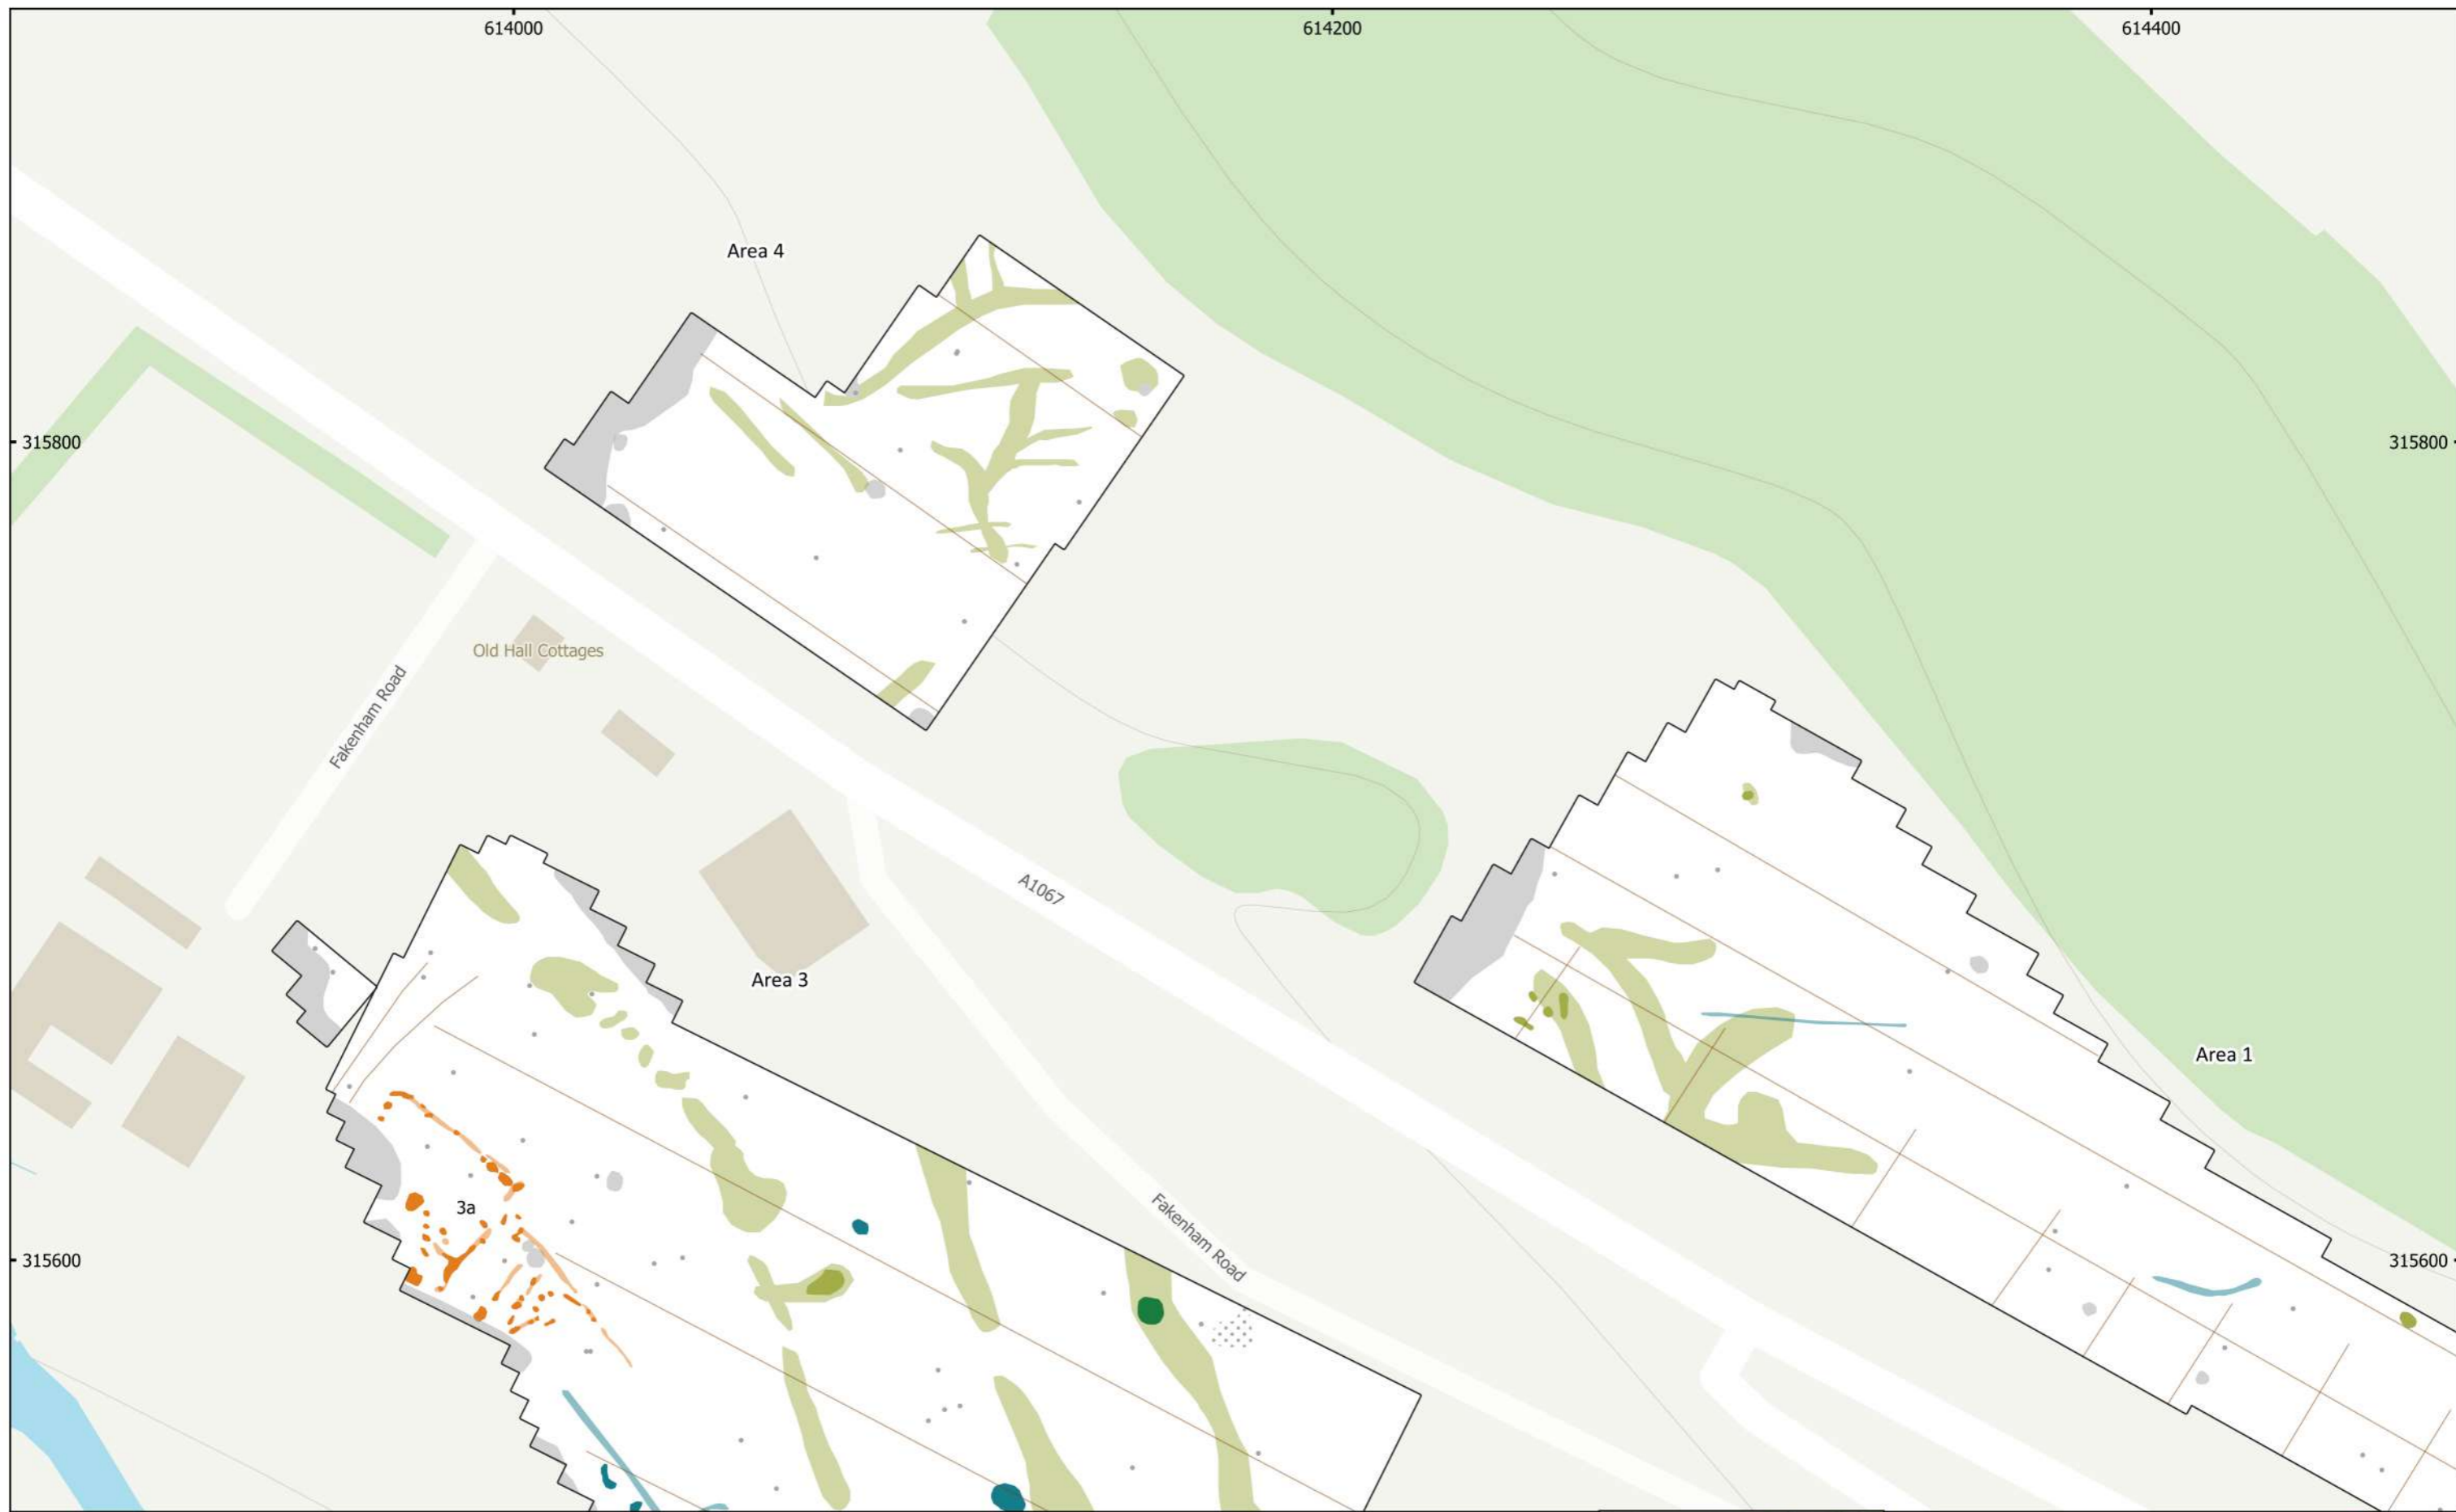 614000
614200
614400
Area 4
315800
315800
Old Hall Cottages
Fakenham Road
A1067
Area 3
Area 1
3a
Fakenham Road
315600
315600